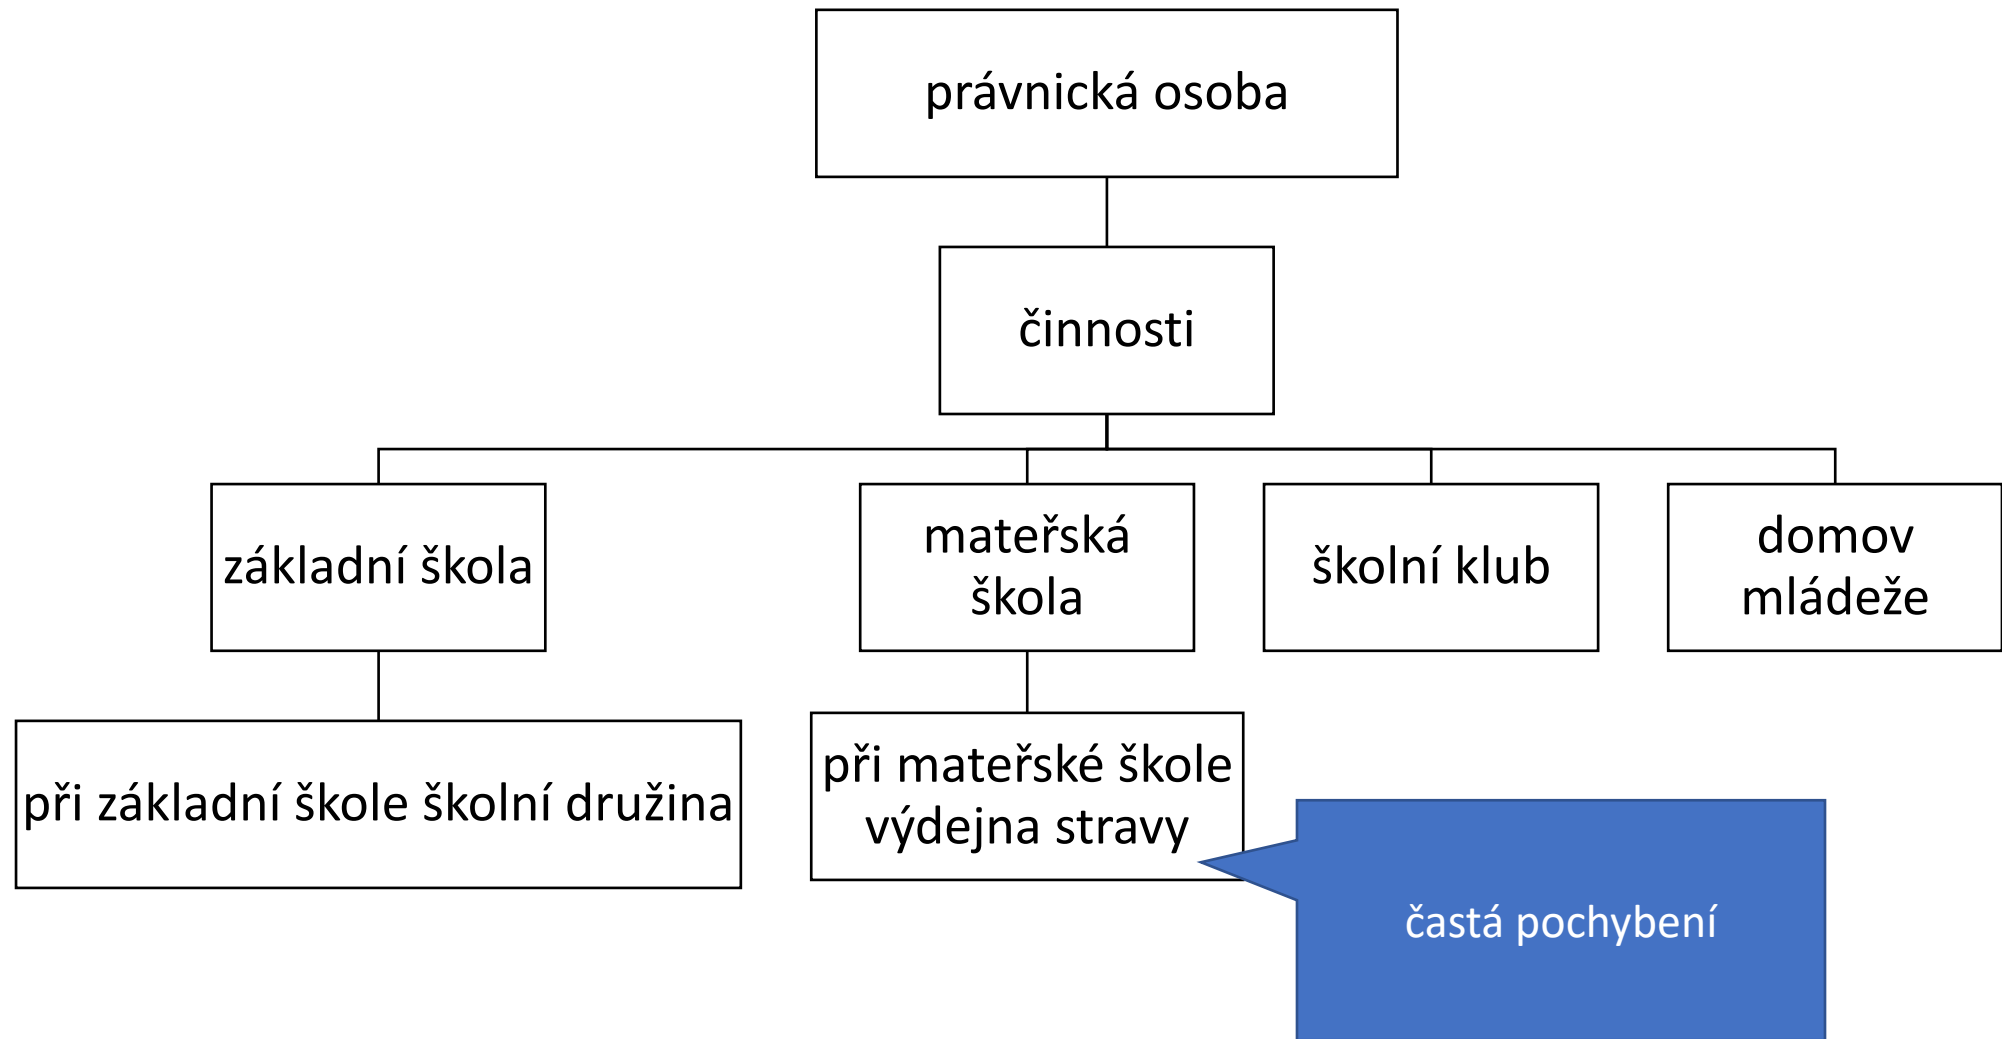 právnická osoba
činnosti
základní škola
mateřská
škola
školní klub
domov
mládeže
při základní škole školní družina
při mateřské škole
výdejna stravy
častá pochybení